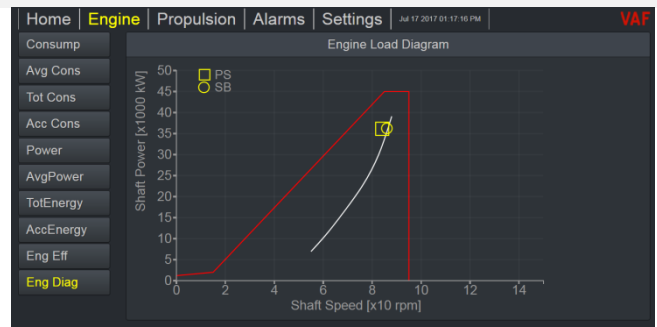 Home Engine Propulsion Alarms Settings Jul 17 2017 01:17:16 PM VAF
Consump
Avg Cons
Tot Cons
Acc Cons
Power
AvgPower
TotEnergy
AccEnergy
Eng Eff
Eng Diag
Engine Load Diagram
PS
SB
Shaft Power [x1000 kW]
50
45
40
35
30
25
20
15
10
5
0
0 2 4 6 8 10 12 14
Shaft Speed [x10 rpm]